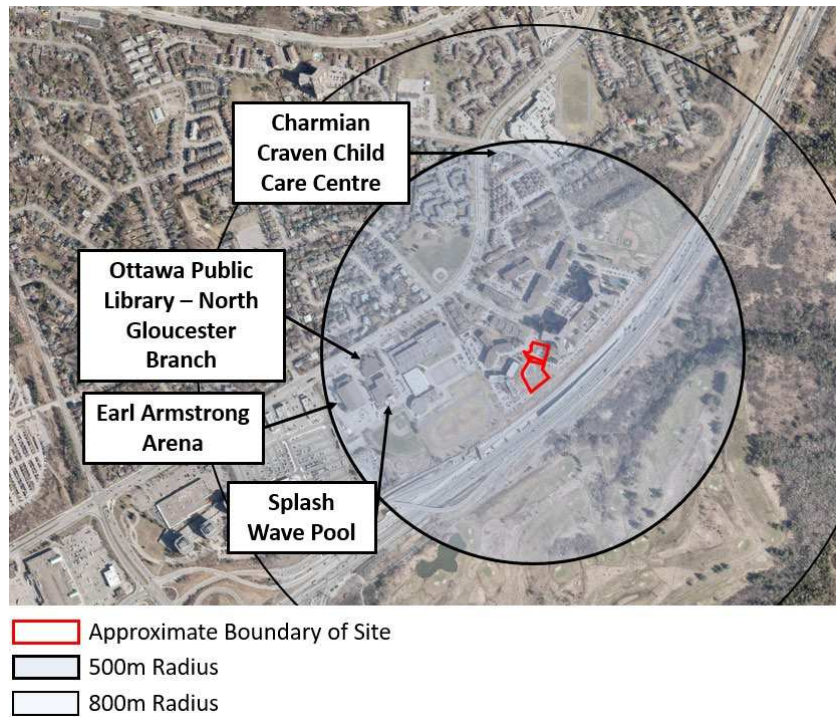 Charmian
Craven Child
Care Centre
Ottawa Public
Library – North
Gloucester
Branch
Earl Armstrong
Arena
Splash
Wave Pool
Approximate Boundary of Site
500m Radius
800m Radius